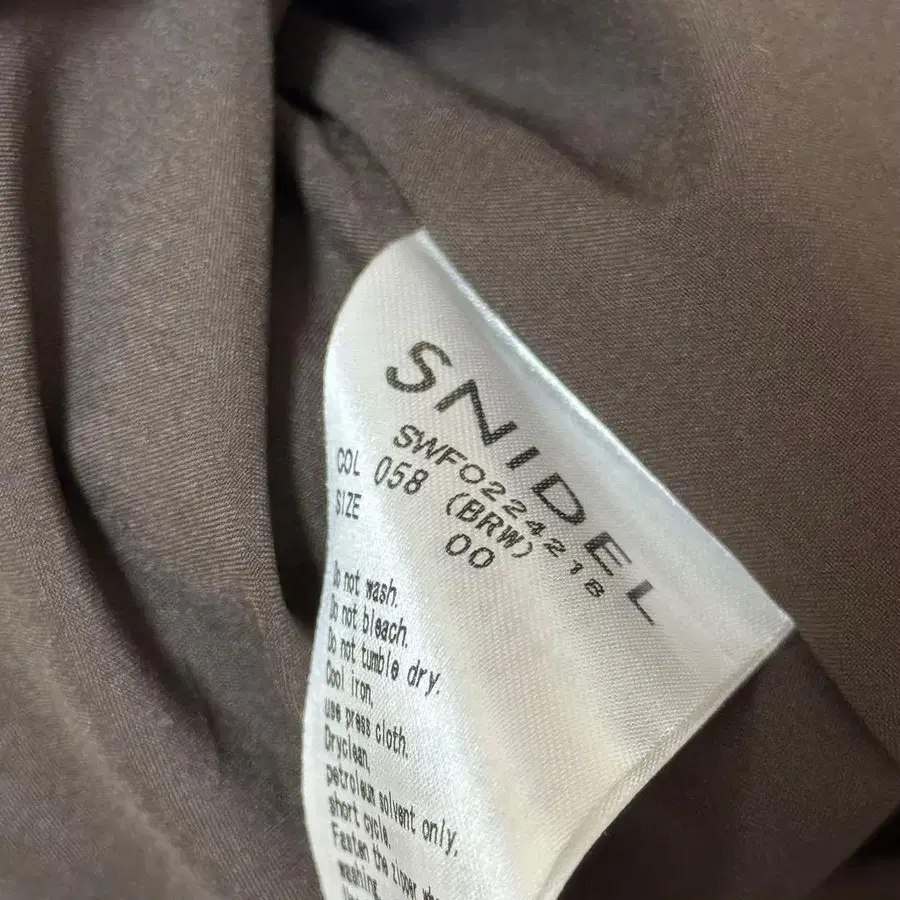 SNIDEL
SWFO224218
COL 058 (BRW)
SIZE 00
Do not wash.
Do not bleach.
Do not tumble dry.
Cool iron,
use press cloth.
Dryclean,
petroleum solvent only,
short cycle.
Fasten the zipper
washing.